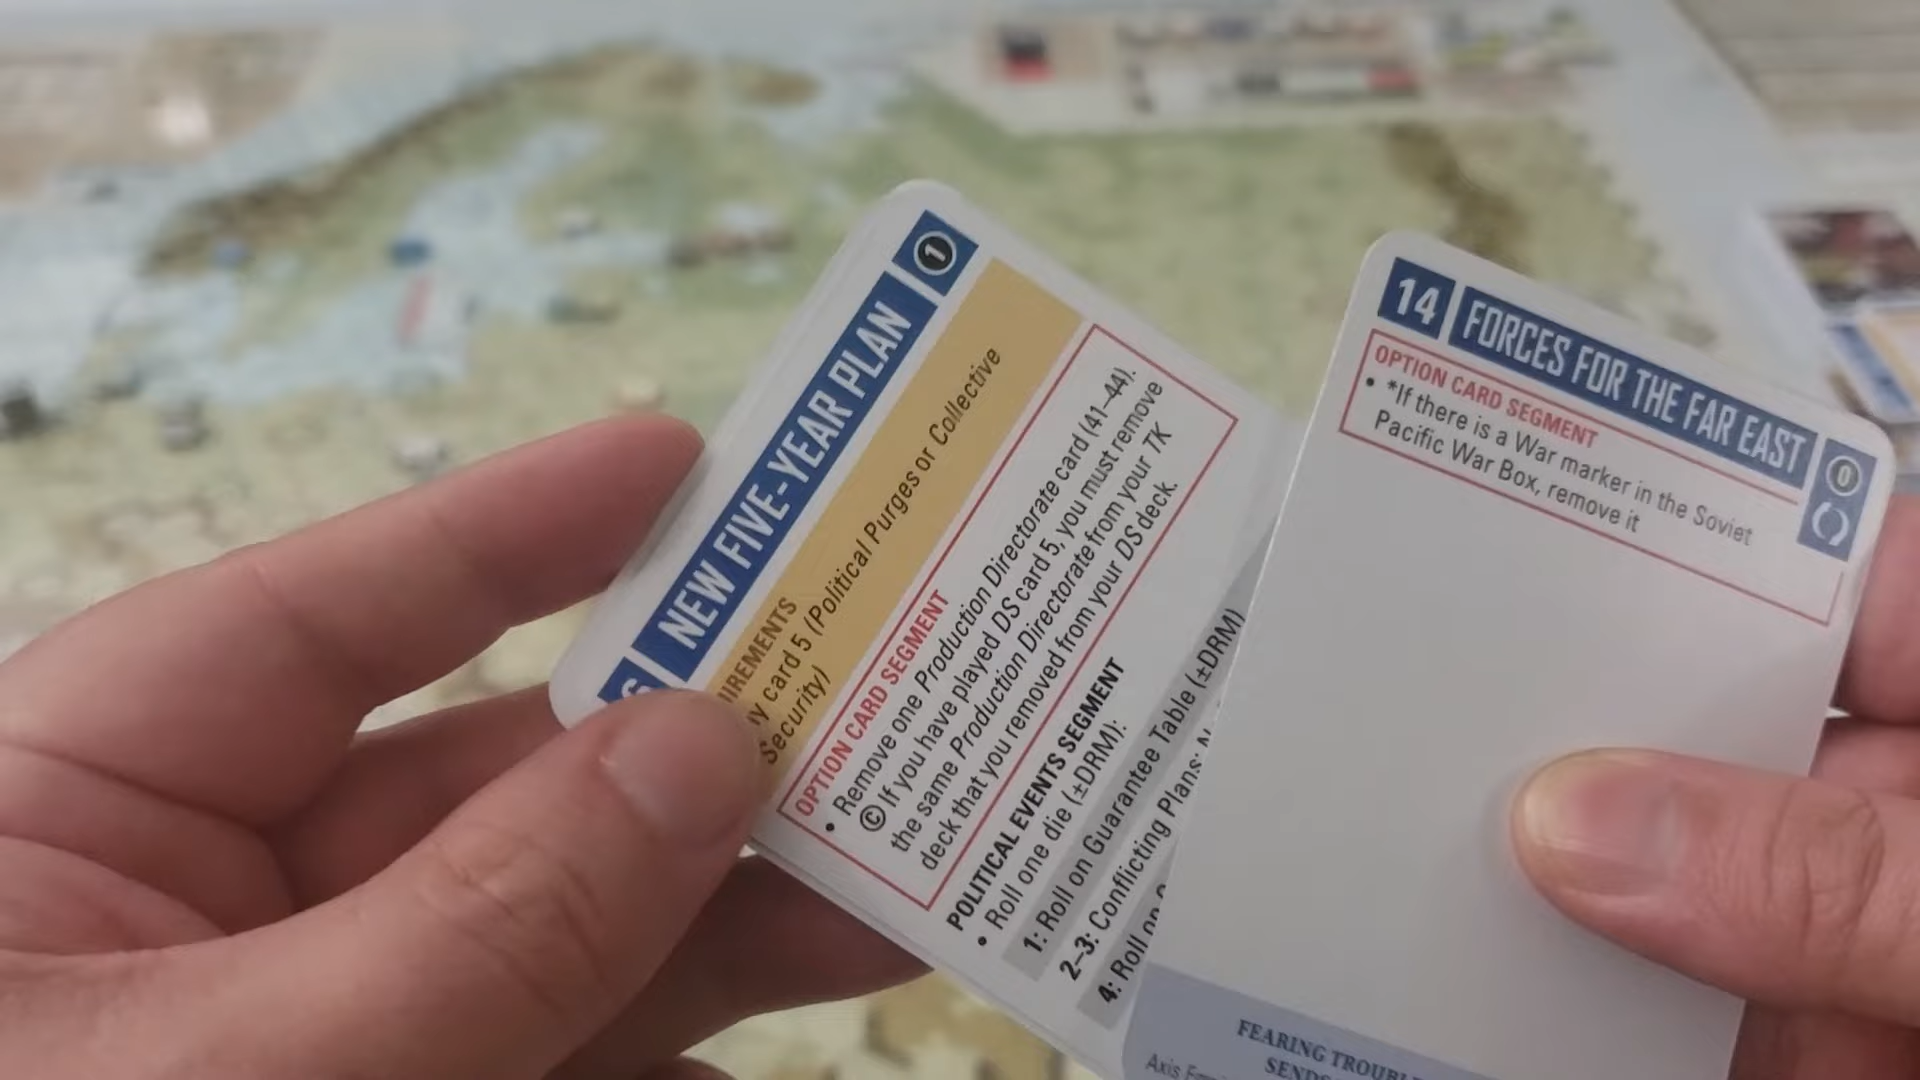 NEW FIVE-YEAR PLAN 1
card 5 (Political Purges or Collective
Security)
OPTION CARD SEGMENT
• Remove one Production Directorate card (41–44).
© If you have played DS card 5, you must remove
the same Production Directorate from your TK
deck that you removed from your DS deck.
POLITICAL EVENTS SEGMENT
• Roll one die (±DRM):
1: Roll on Guarantee Table (±DRM)
2–3: Conflicting Plans:
4: Roll on
14 FORCES FOR THE FAR EAST 0
OPTION CARD SEGMENT
• *If there is a War marker in the Soviet
Pacific War Box, remove it
FEARING
Axis